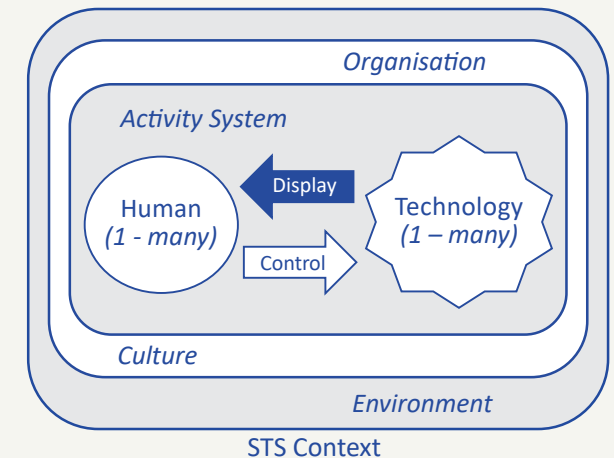 Organisation
Activity System
Display
Human
(1 - many)
Technology
(1 – many)
Control
Culture
Environment
STS Context